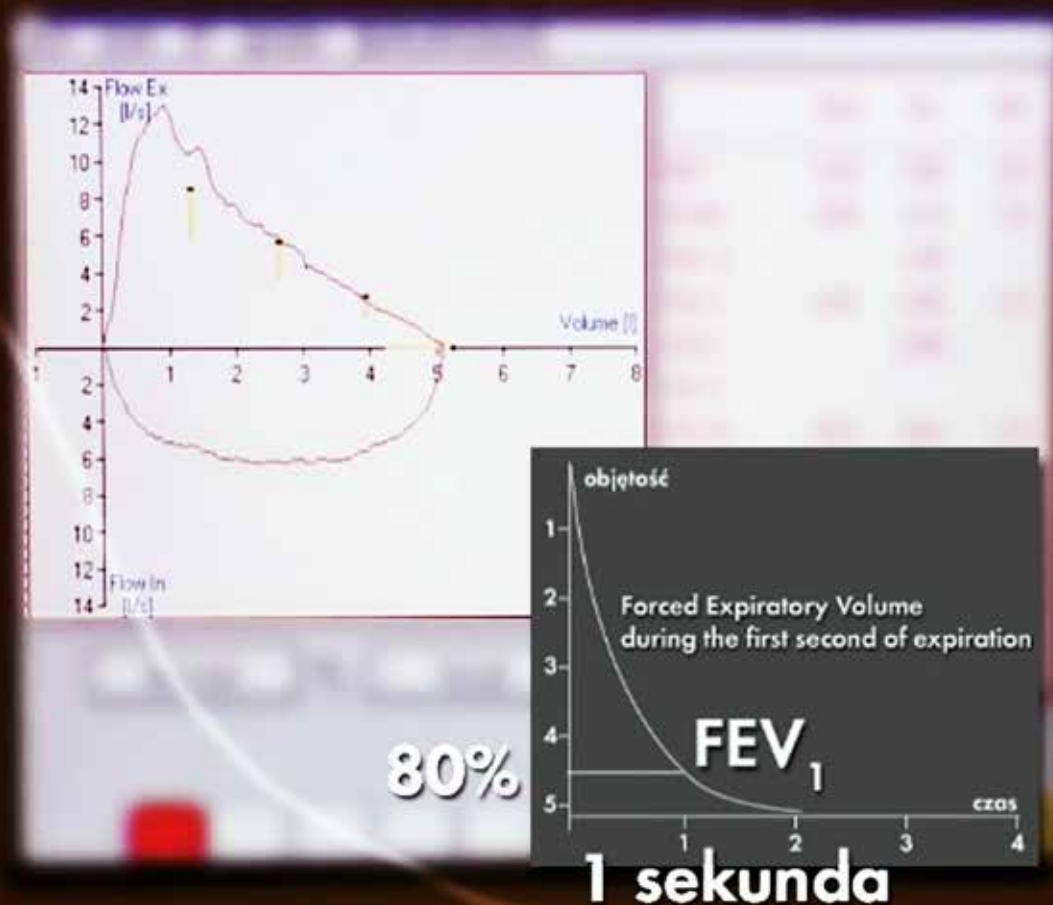 14 Flow Ex
[l/s]
12
10
8
6
4
2
Volume [l]
1 1 2 3 4 5 6 7 8
2
4
6
8
10
12
Flow In
14 [l/s]
objętość
1
2
Forced Expiratory Volume
during the first second of expiration
3
4
FEV1
80%
5
czas
1 2 3 4
1 sekunda